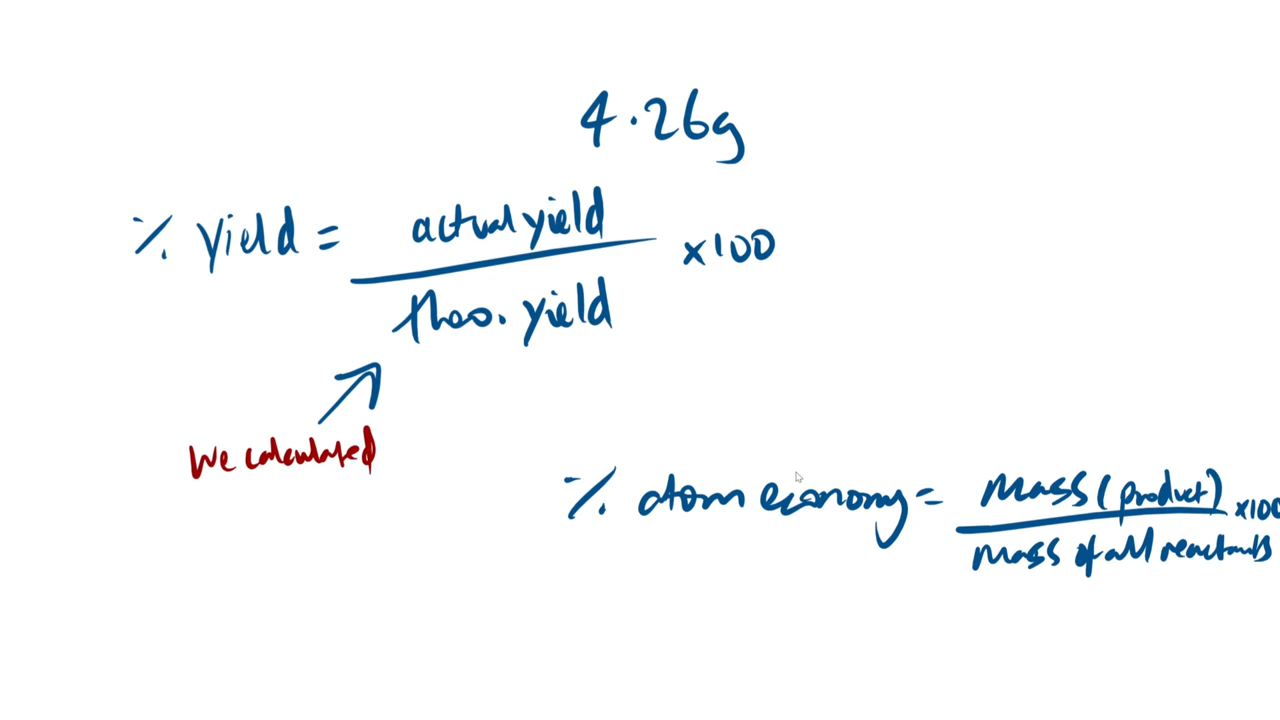 4.26g
% yield = actual yield / theo. yield x100
We calculated
% atom economy = Mass (product) / Mass of all reactants x100